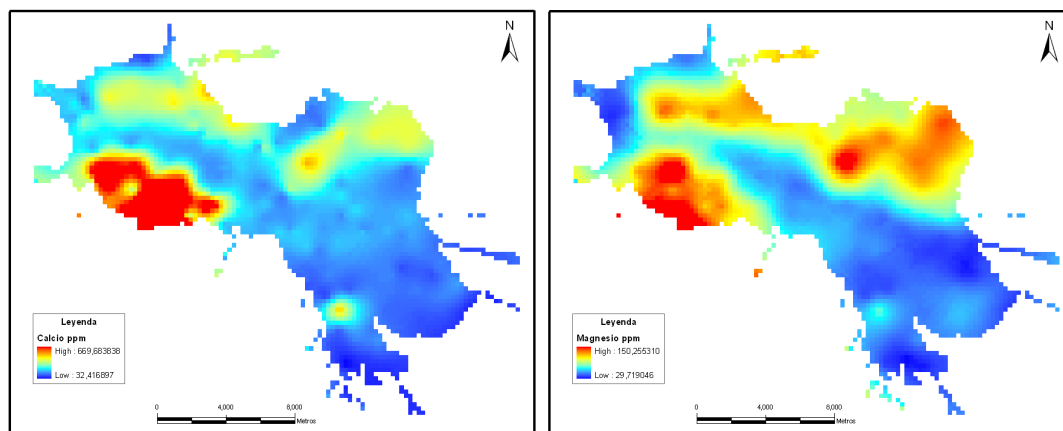 N
Leyenda
Calcio ppm
High : 669,683838
Low : 32,416897
0 4,000 8,000
Metros
N
Leyenda
Magnesio ppm
High : 150,255310
Low : 29,719046
0 4,000 8,000
Metros